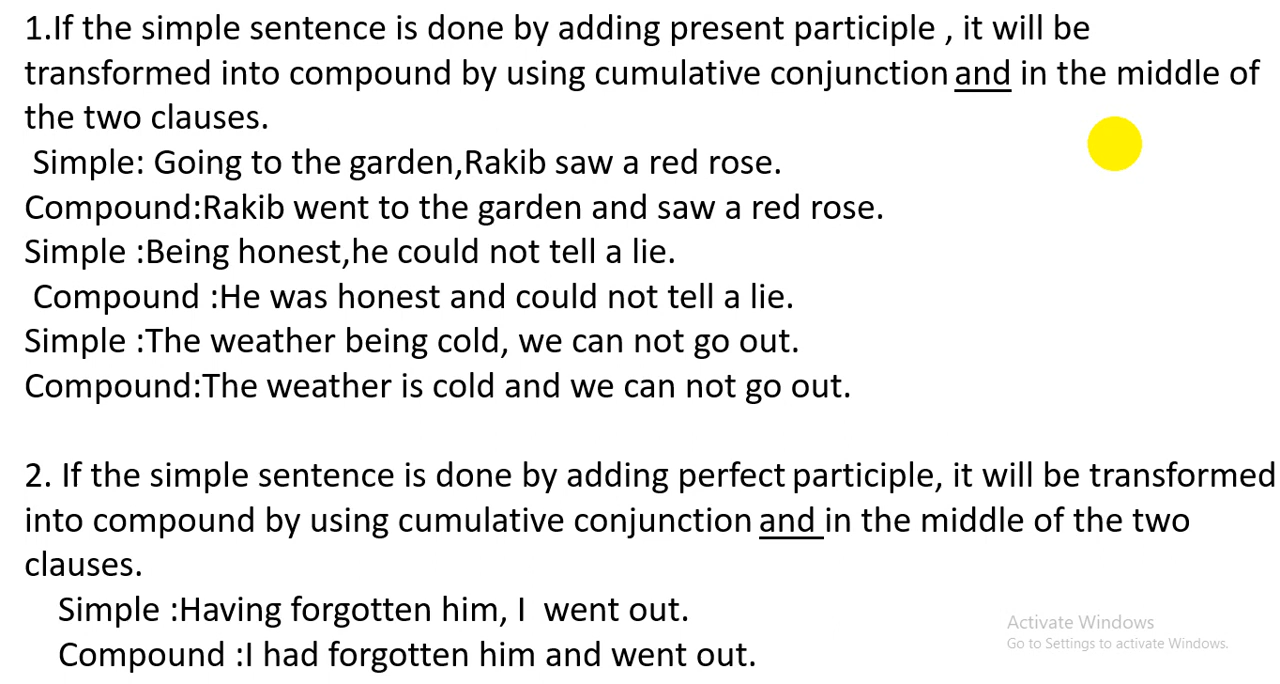 1.If the simple sentence is done by adding present participle , it will be
transformed into compound by using cumulative conjunction and in the middle of
the two clauses.
Simple: Going to the garden,Rakib saw a red rose.
Compound:Rakib went to the garden and saw a red rose.
Simple :Being honest,he could not tell a lie.
Compound :He was honest and could not tell a lie.
Simple :The weather being cold, we can not go out.
Compound:The weather is cold and we can not go out.
2. If the simple sentence is done by adding perfect participle, it will be transformed
into compound by using cumulative conjunction and in the middle of the two
clauses.
Simple :Having forgotten him, I  went out.
Compound :I had forgotten him and went out.
Activate Windows
Go to Settings to activate Windows.